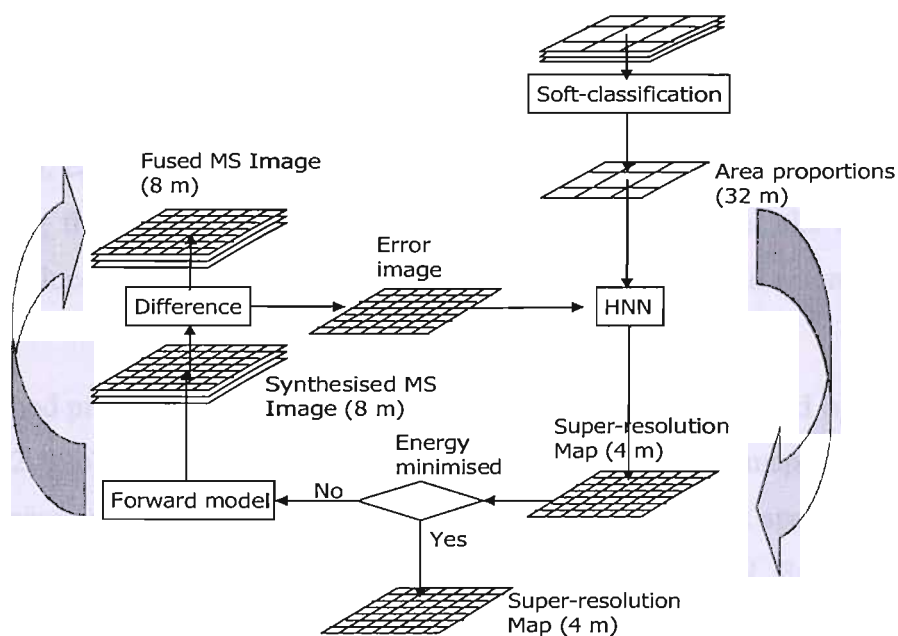 Soft-classification
Fused MS Image
(8 m)
Area proportions
(32 m)
Error
image
Difference
HNN
Synthesised MS
Image (8 m)
Super-resolution
Map (4 m)
Energy
minimised
Forward model
No
Yes
Super-resolution
Map (4 m)